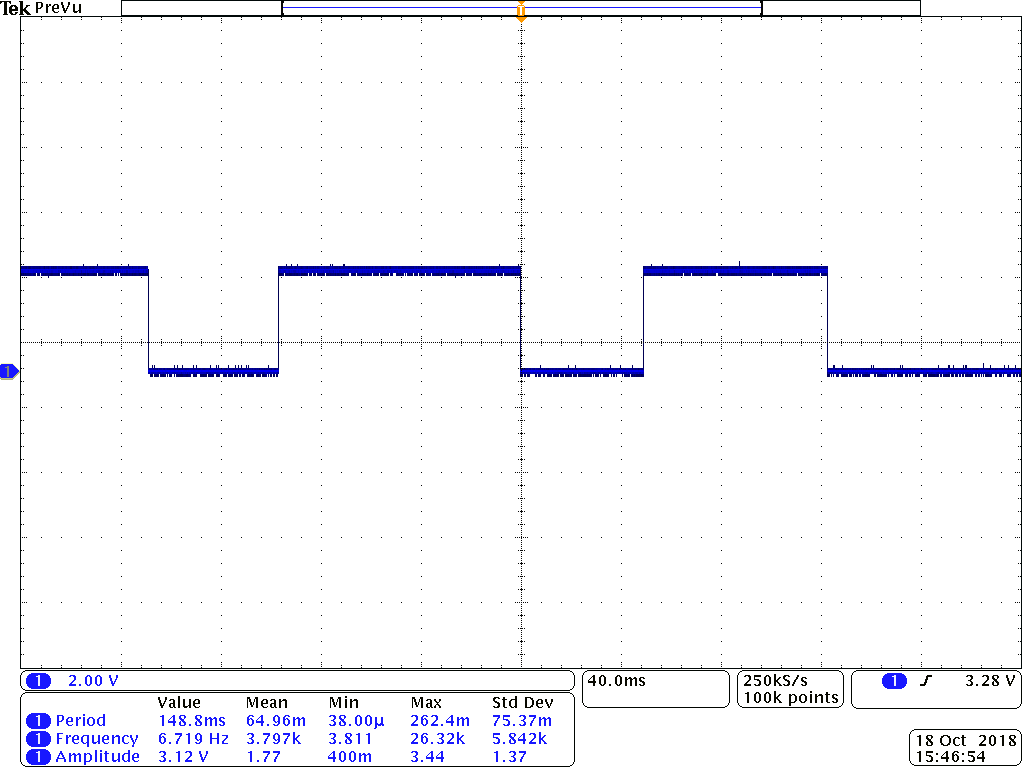 Tek PreVu
T
1
1 2.00 V
40.0ms
250kS/s
100k points
1 ƒ 3.28 V
Value Mean Min Max Std Dev
1 Period 148.8ms 64.96m 38.00µ 262.4m 75.37m
1 Frequency 6.719 Hz 3.797k 3.811 26.32k 5.842k
1 Amplitude 3.12 V 1.77 400m 3.44 1.37
18 Oct 2018
15:46:54